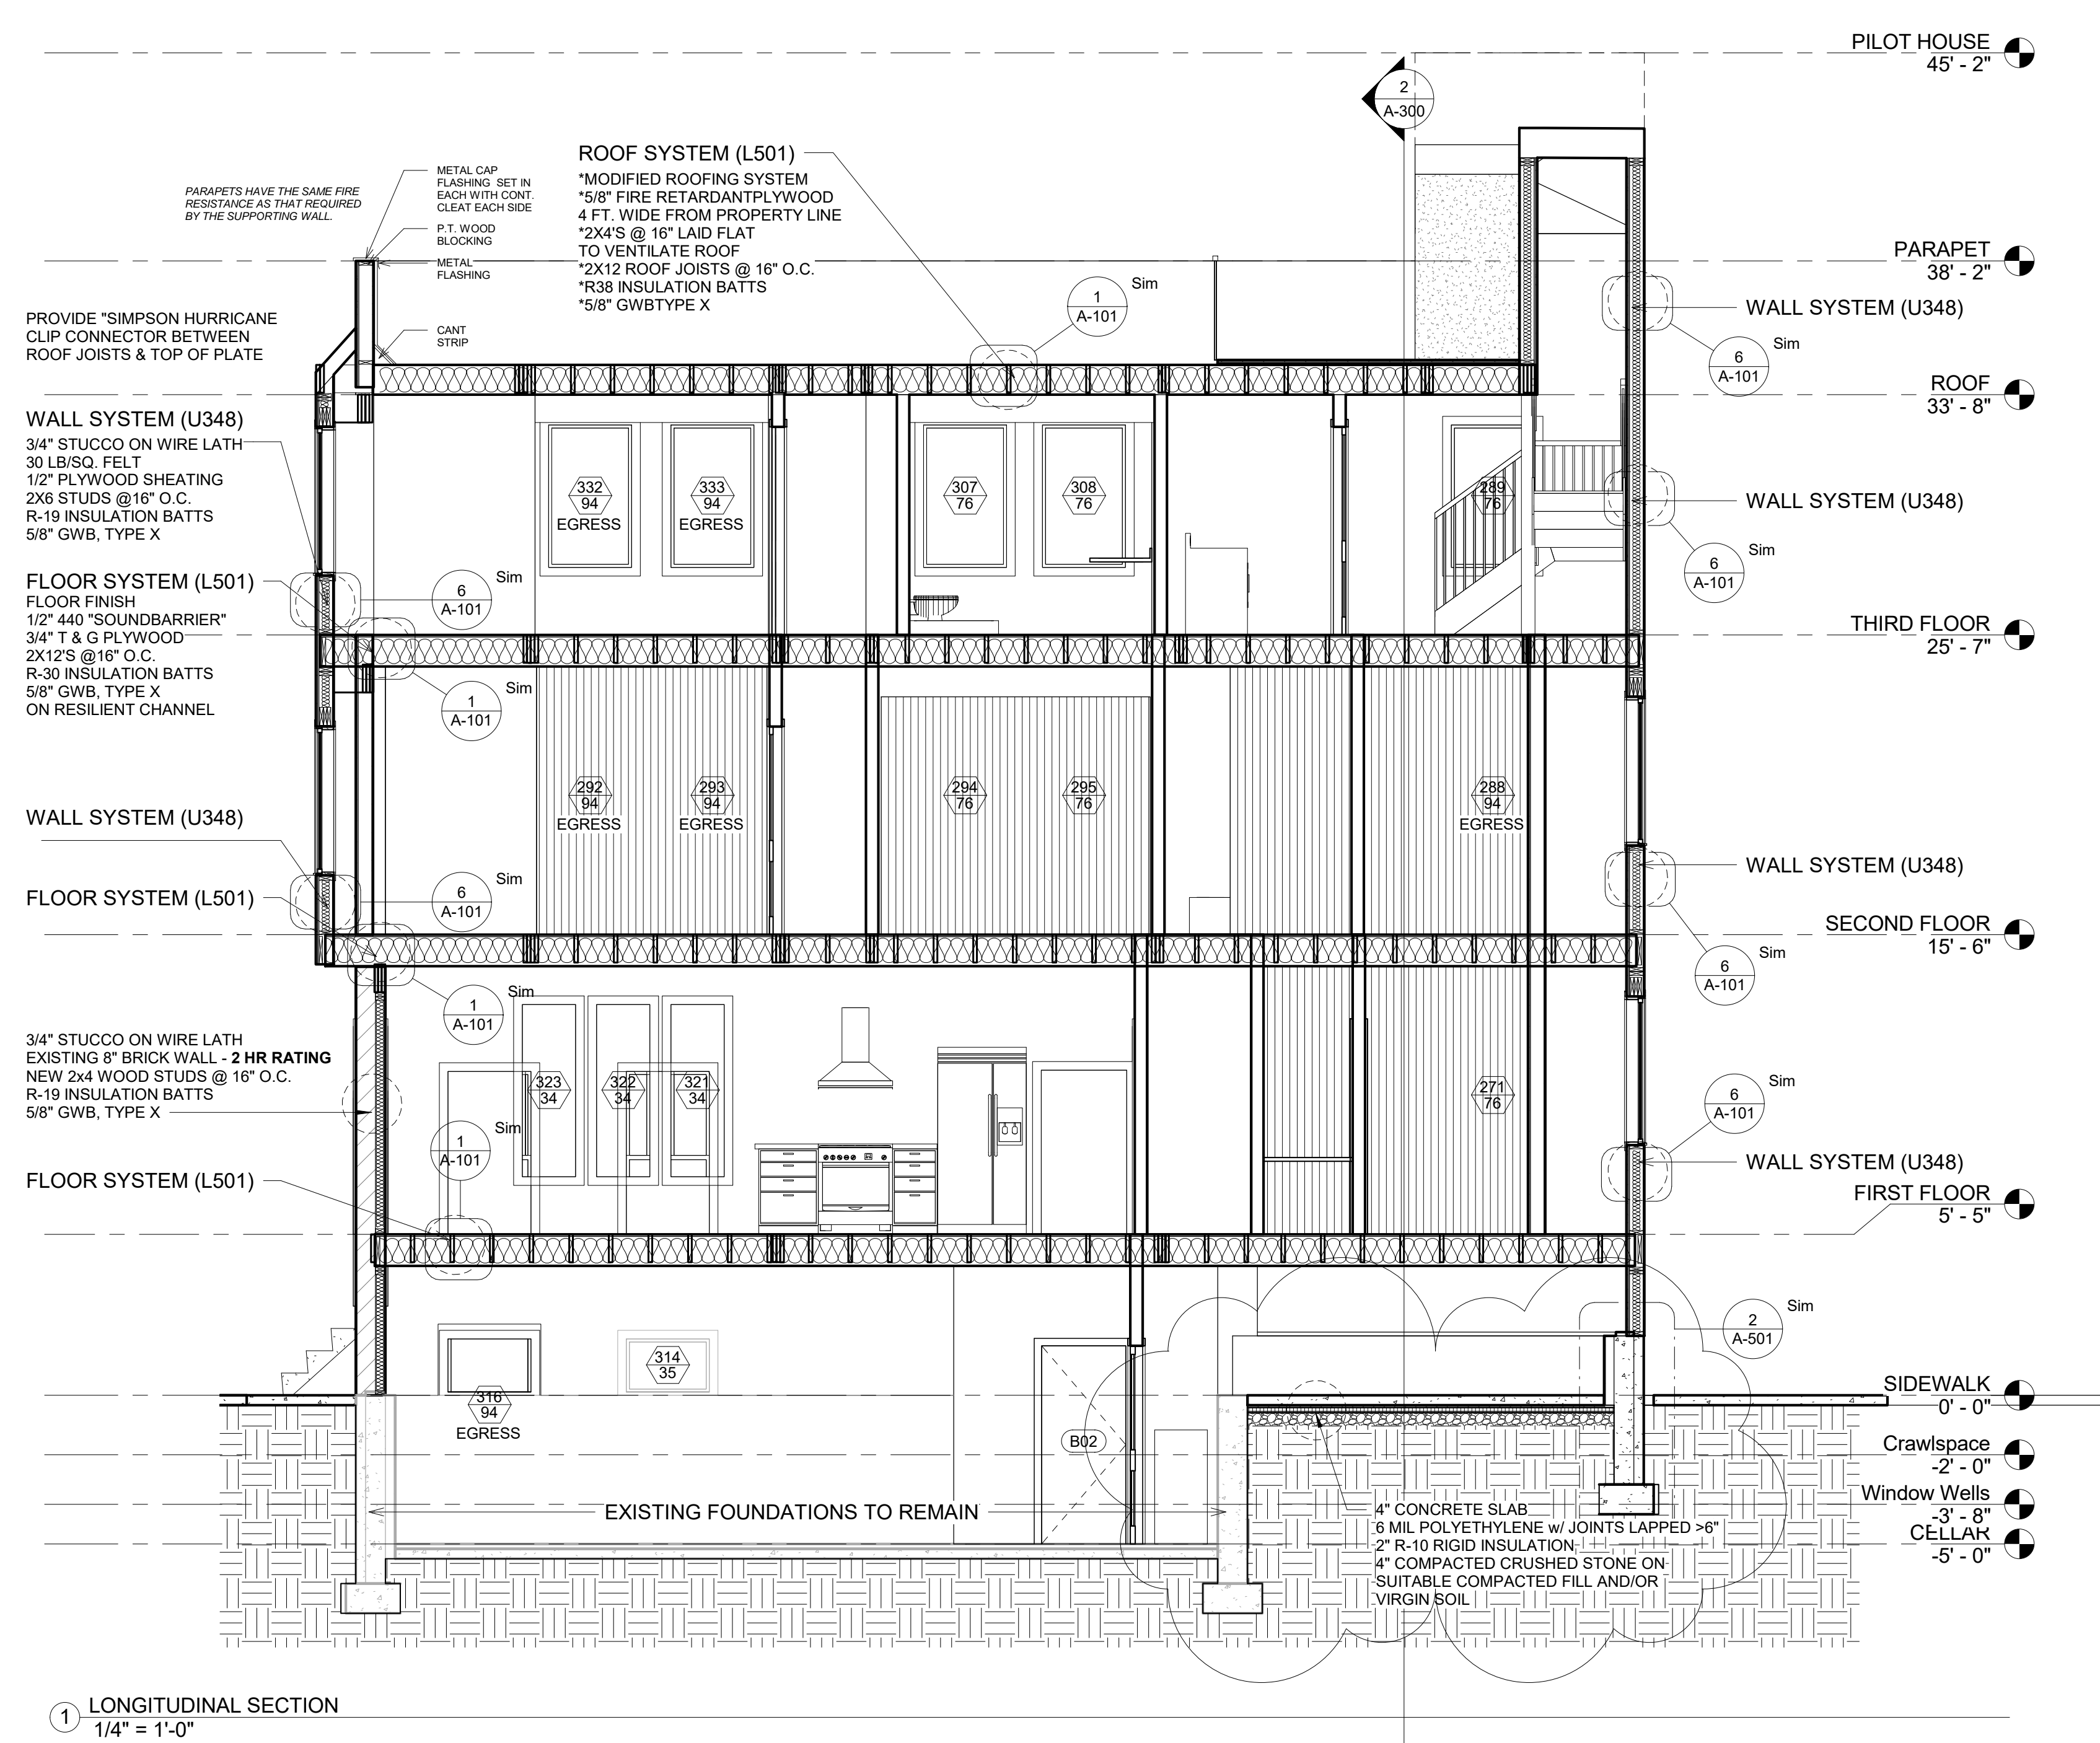 PILOT HOUSE
45' - 2"
2
A-300
ROOF SYSTEM (L501)
*MODIFIED ROOFING SYSTEM
*5/8" FIRE RETARDANTPLYWOOD
4 FT. WIDE FROM PROPERTY LINE
*2X4'S @ 16" LAID FLAT
TO VENTILATE ROOF
*2X12 ROOF JOISTS @ 16" O.C.
*R38 INSULATION BATTS
*5/8" GWBTYPE X
METAL CAP
FLASHING SET IN
EACH WITH CONT.
CLEAT EACH SIDE
PARAPETS HAVE THE SAME FIRE
RESISTANCE AS THAT REQUIRED
BY THE SUPPORTING WALL.
P.T. WOOD
BLOCKING
METAL
FLASHING
CANT
STRIP
PARAPET
38' - 2"
1
A-101
Sim
WALL SYSTEM (U348)
6
A-101
Sim
PROVIDE "SIMPSON HURRICANE
CLIP CONNECTOR BETWEEN
ROOF JOISTS & TOP OF PLATE
ROOF
33' - 8"
WALL SYSTEM (U348)
3/4" STUCCO ON WIRE LATH
30 LB/SQ. FELT
1/2" PLYWOOD SHEATING
2X6 STUDS @16" O.C.
R-19 INSULATION BATTS
5/8" GWB, TYPE X
332
94
EGRESS
333
94
EGRESS
307
76
308
76
289
76
WALL SYSTEM (U348)
6
A-101
Sim
FLOOR SYSTEM (L501)
FLOOR FINISH
1/2" 440 "SOUNDBARRIER"
3/4" T & G PLYWOOD
2X12'S @16" O.C.
R-30 INSULATION BATTS
5/8" GWB, TYPE X
ON RESILIENT CHANNEL
6
A-101
Sim
THIRD FLOOR
25' - 7"
1
A-101
Sim
292
94
EGRESS
293
94
EGRESS
294
76
295
76
288
94
EGRESS
WALL SYSTEM (U348)
WALL SYSTEM (U348)
FLOOR SYSTEM (L501)
6
A-101
Sim
SECOND FLOOR
15' - 6"
6
A-101
Sim
1
A-101
Sim
3/4" STUCCO ON WIRE LATH
EXISTING 8" BRICK WALL - 2 HR RATING
NEW 2x4 WOOD STUDS @ 16" O.C.
R-19 INSULATION BATTS
5/8" GWB, TYPE X
323
34
322
34
321
34
271
76
6
A-101
Sim
1
A-101
Sim
WALL SYSTEM (U348)
FLOOR SYSTEM (L501)
FIRST FLOOR
5' - 5"
2
A-501
Sim
314
35
316
94
EGRESS
B02
SIDEWALK
0' - 0"
Crawlspace
-2' - 0"
Window Wells
-3' - 8"
CELLAR
-5' - 0"
EXISTING FOUNDATIONS TO REMAIN
4" CONCRETE SLAB
6 MIL POLYETHYLENE w/ JOINTS LAPPED >6"
2" R-10 RIGID INSULATION
4" COMPACTED CRUSHED STONE ON
SUITABLE COMPACTED FILL AND/OR
VIRGIN SOIL
1
LONGITUDINAL SECTION
1/4" = 1'-0"